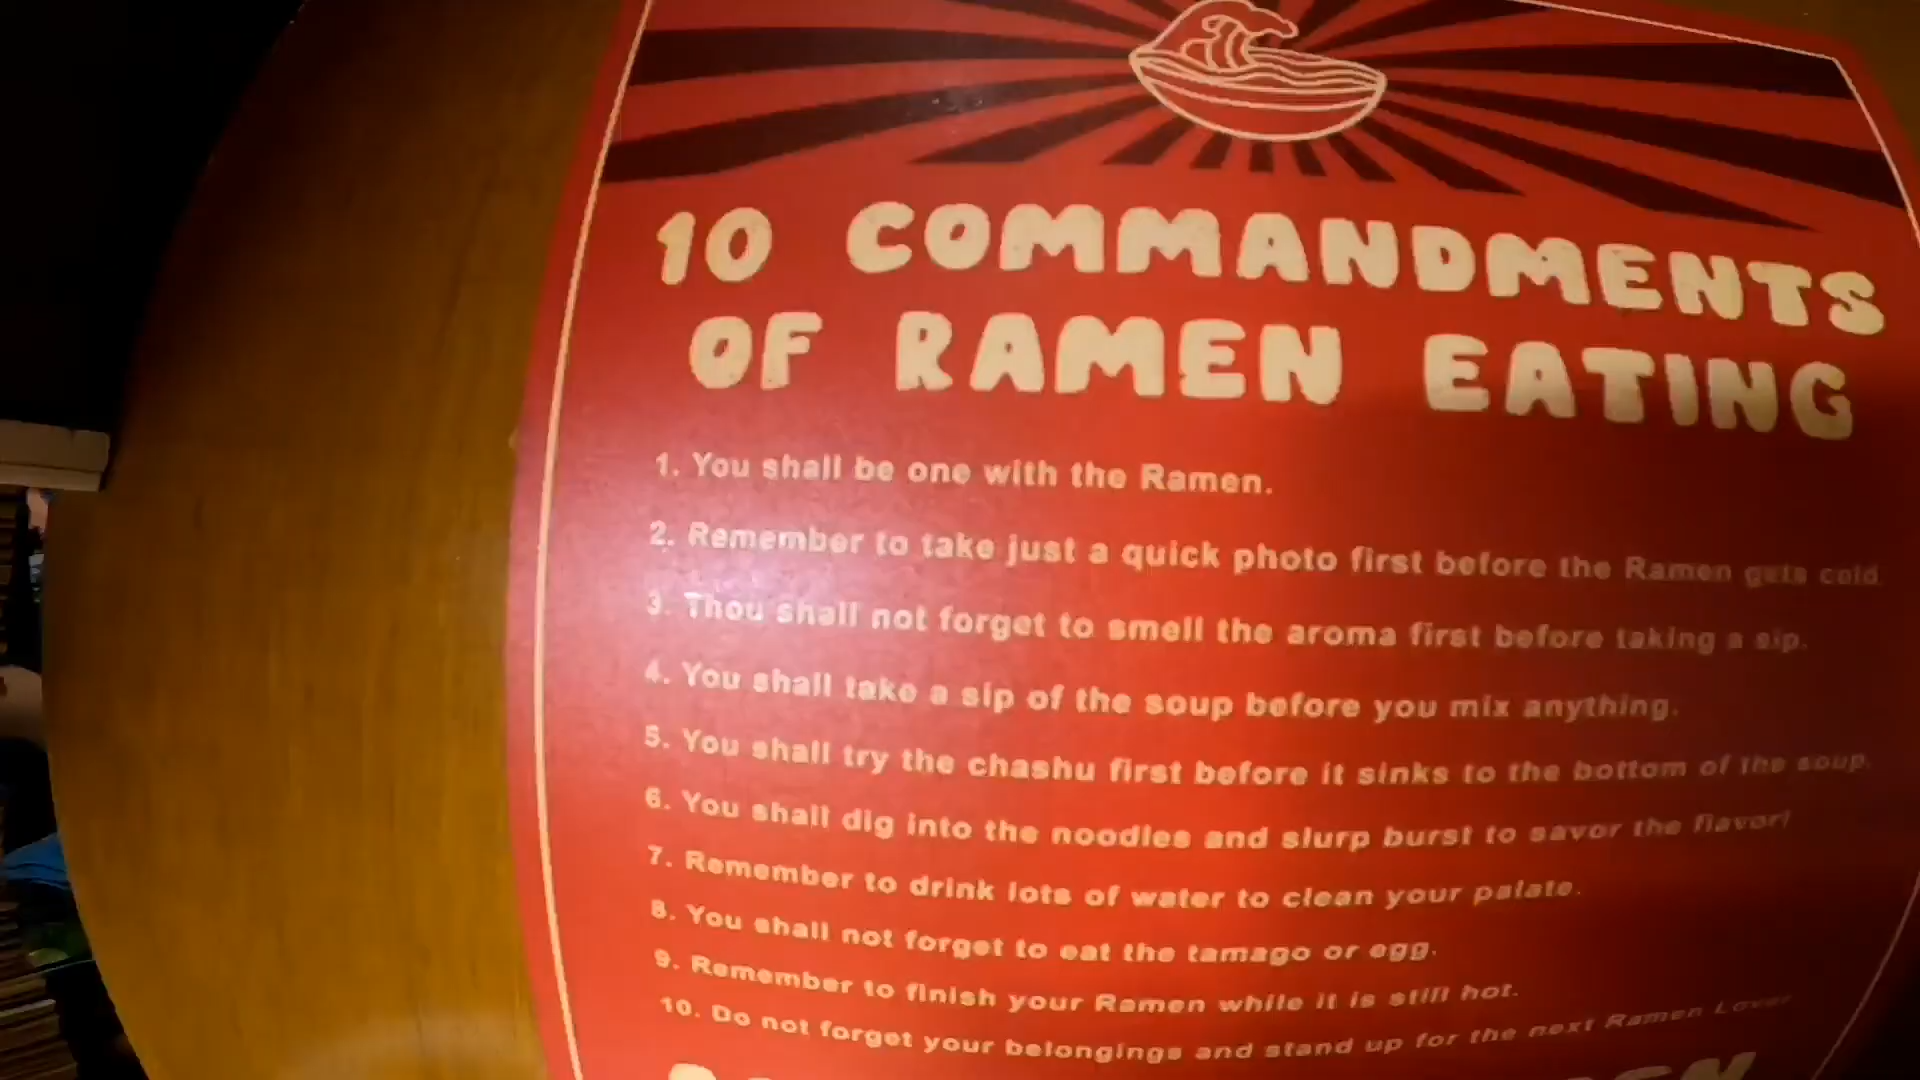 10 COMMANDMENTS
OF RAMEN EATING
1. You shall be one with the Ramen.
2. Remember to take just a quick photo first before the Ramen gets cold
3. Thou shall not forget to smell the aroma first before taking a sip.
4. You shall take a sip of the soup before you mix anything.
5. You shall try the chashu first before it sinks to the bottom of the soup.
6. You shall dig into the noodles and slurp burst to savor the flavor!
7. Remember to drink lots of water to clean your palate.
8. You shall not forget to eat the tamago or egg.
9. Remember to finish your Ramen while it is still hot.
10. Do not forget your belongings and stand up for the next Ramen Lover